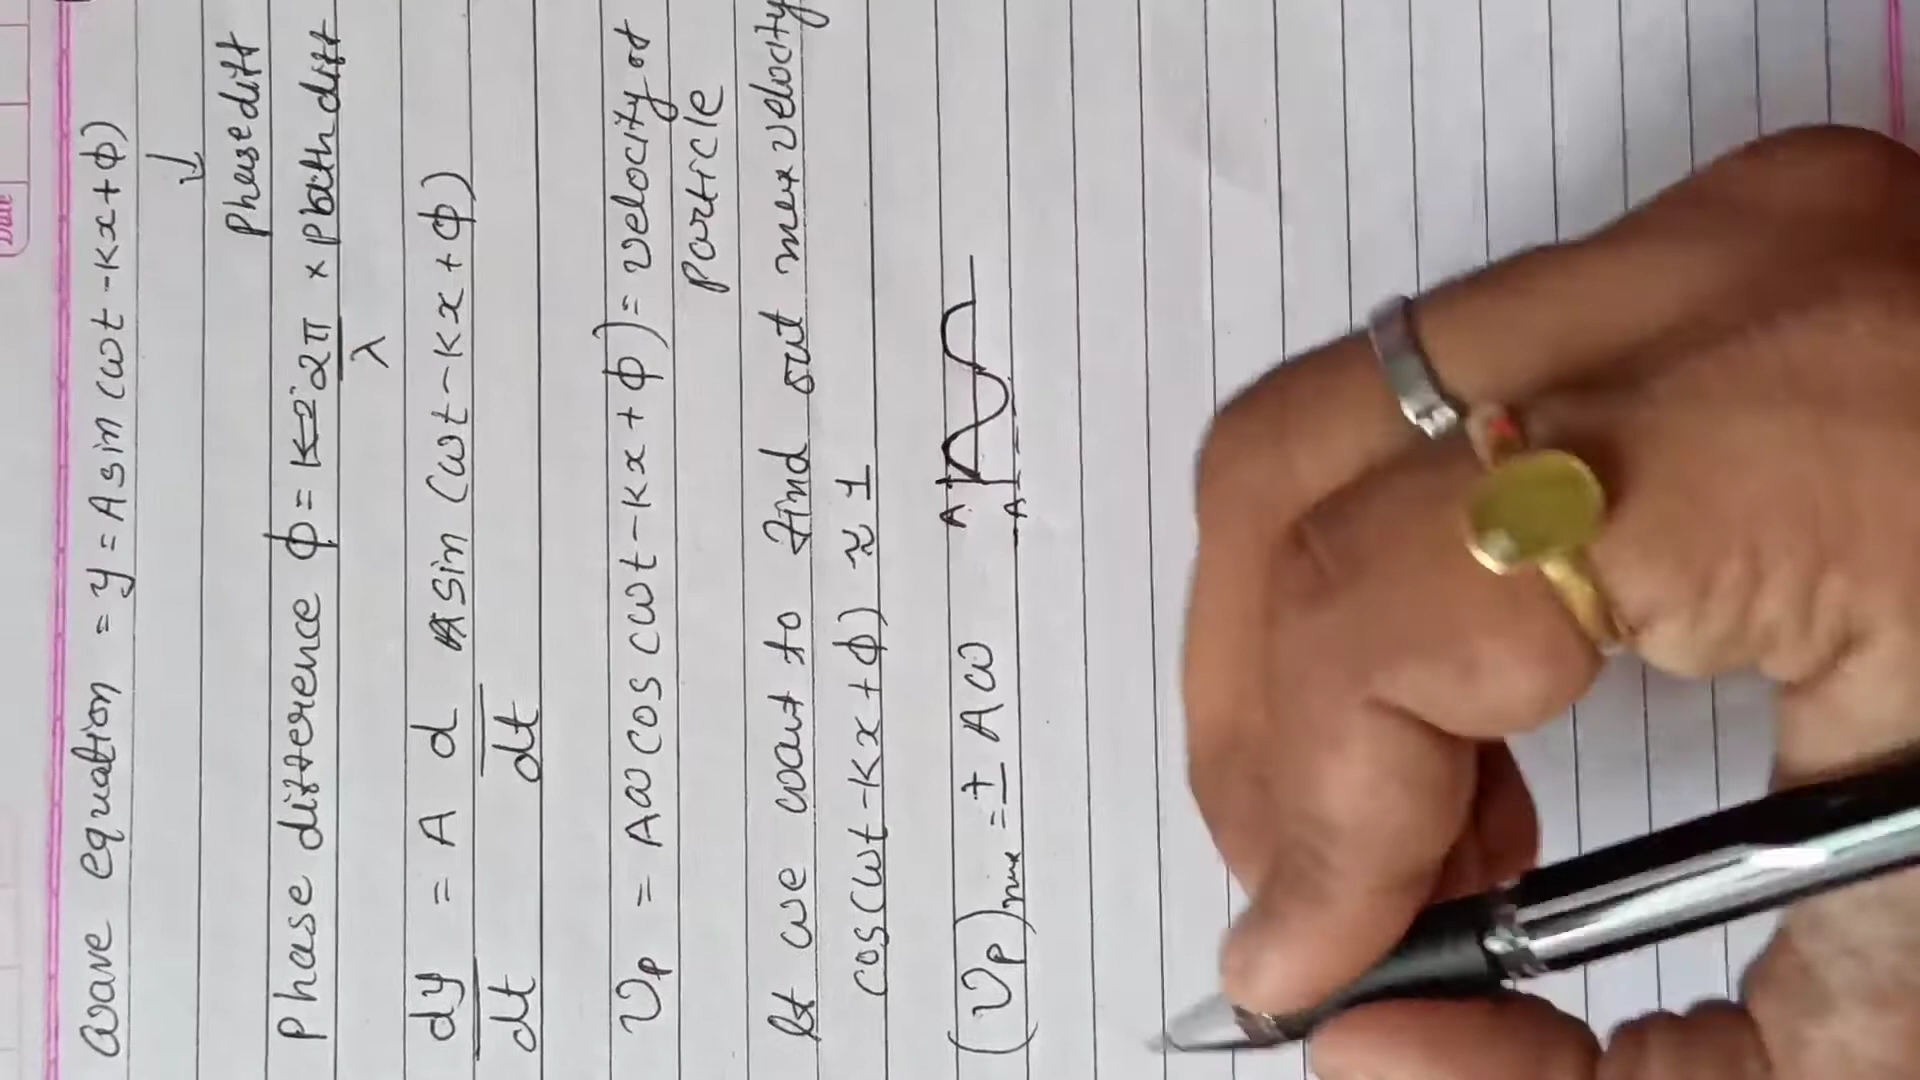 Date
wave equation = y = A sin (ωt - kx + ϕ)
↓
Phase diff
Phase difference ϕ = k 2π/λ × Path diff
dy/dt = A d/dt sin (ωt - kx + ϕ)
υp = Aω cos (ωt - kx + ϕ) = velocity of
Particle
If we want to find out max velocity
cos (ωt - kx + ϕ) ≈ 1
(υp)max = ± Aω
A
-A